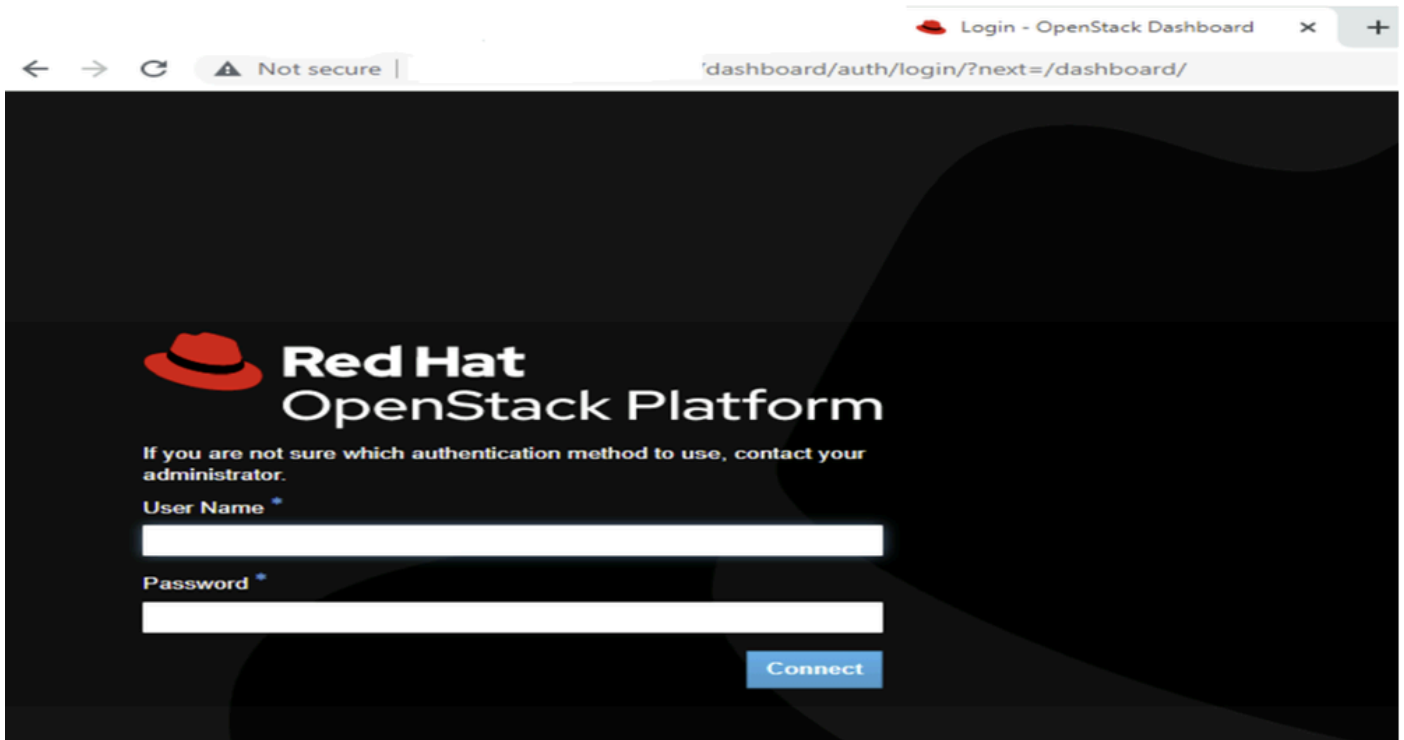 Login - OpenStack Dashboard
Not secure | /dashboard/auth/login/?next=/dashboard/
Red Hat
OpenStack Platform
If you are not sure which authentication method to use, contact your
administrator.
User Name *
Password *
Connect